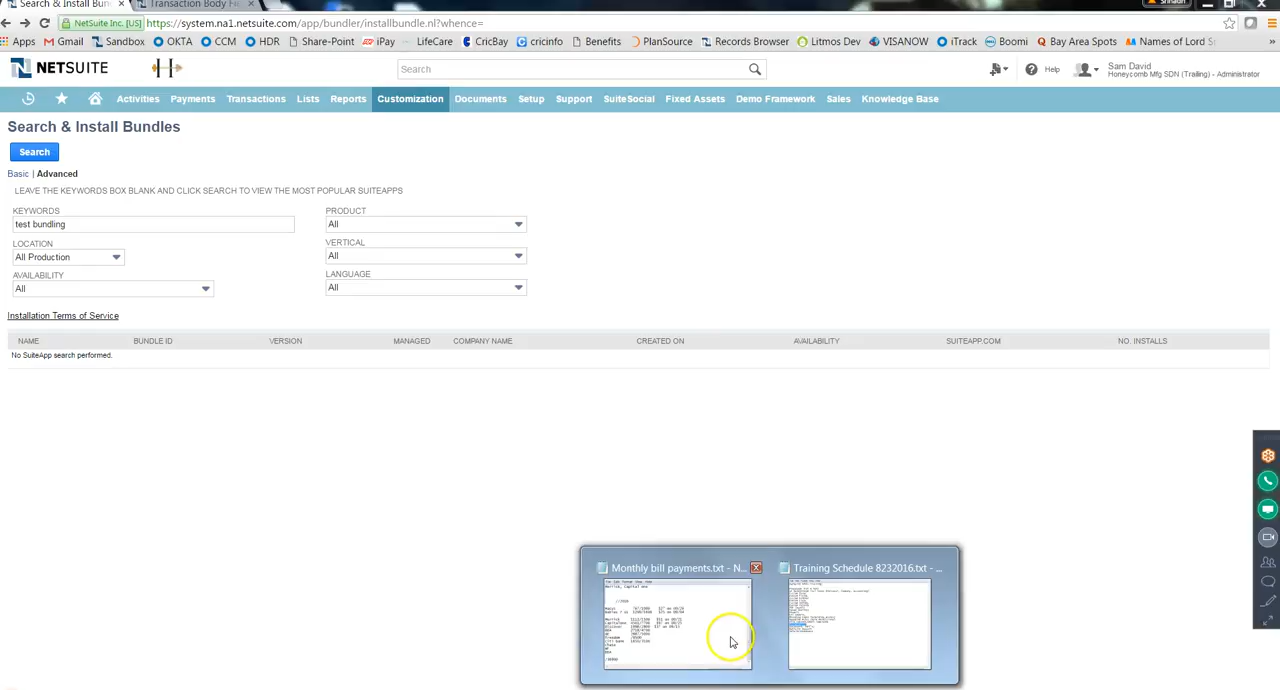 Search & Install Bun
Transaction Body Fi
NetSuite Inc. [US] https://system.na1.netsuite.com/app/bundler/installbundle.nl?whence=
Apps Gmail Sandbox OKTA CCM HDR Share-Point iPay LifeCare CricBay cricinfo Benefits PlanSource Records Browser Litmos Dev VISANOW iTrack Boomi Bay Area Spots Names of Lord S »
NETSUITE
Search
Help
Sam David
Honeycomb Mfg SDN (Trailing) - Administrator
Activities Payments Transactions Lists Reports Customization Documents Setup Support SuiteSocial Fixed Assets Demo Framework Sales Knowledge Base
Search & Install Bundles
Search
Basic | Advanced
LEAVE THE KEYWORDS BOX BLANK AND CLICK SEARCH TO VIEW THE MOST POPULAR SUITEAPPS
KEYWORDS
test bundling
LOCATION
All Production
AVAILABILITY
All
PRODUCT
All
VERTICAL
All
LANGUAGE
All
Installation Terms of Service
NAME BUNDLE ID VERSION MANAGED COMPANY NAME CREATED ON AVAILABILITY SUITEAPP.COM NO. INSTALLS
No SuiteApp search performed.
Monthly bill payments.txt - N...
Training Schedule 8232016.txt - ...